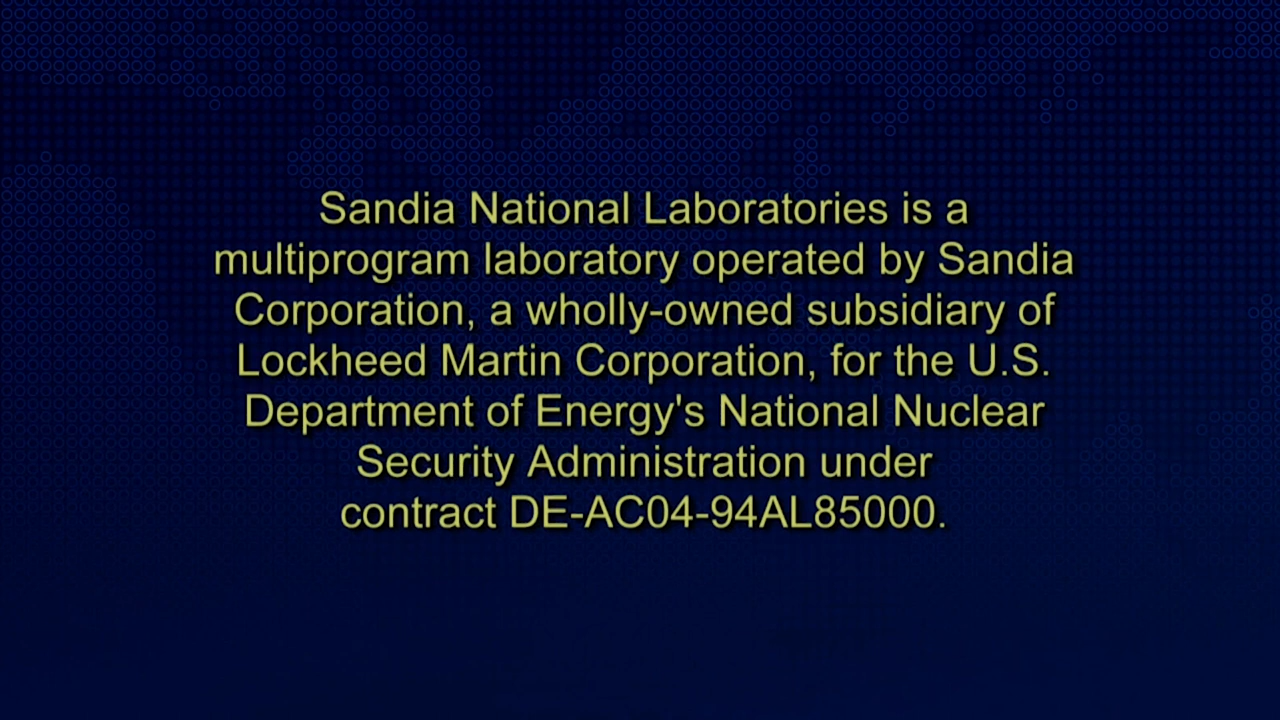 Sandia National Laboratories is a
multiprogram laboratory operated by Sandia
Corporation, a wholly-owned subsidiary of
Lockheed Martin Corporation, for the U.S.
Department of Energy's National Nuclear
Security Administration under
contract DE-AC04-94AL85000.